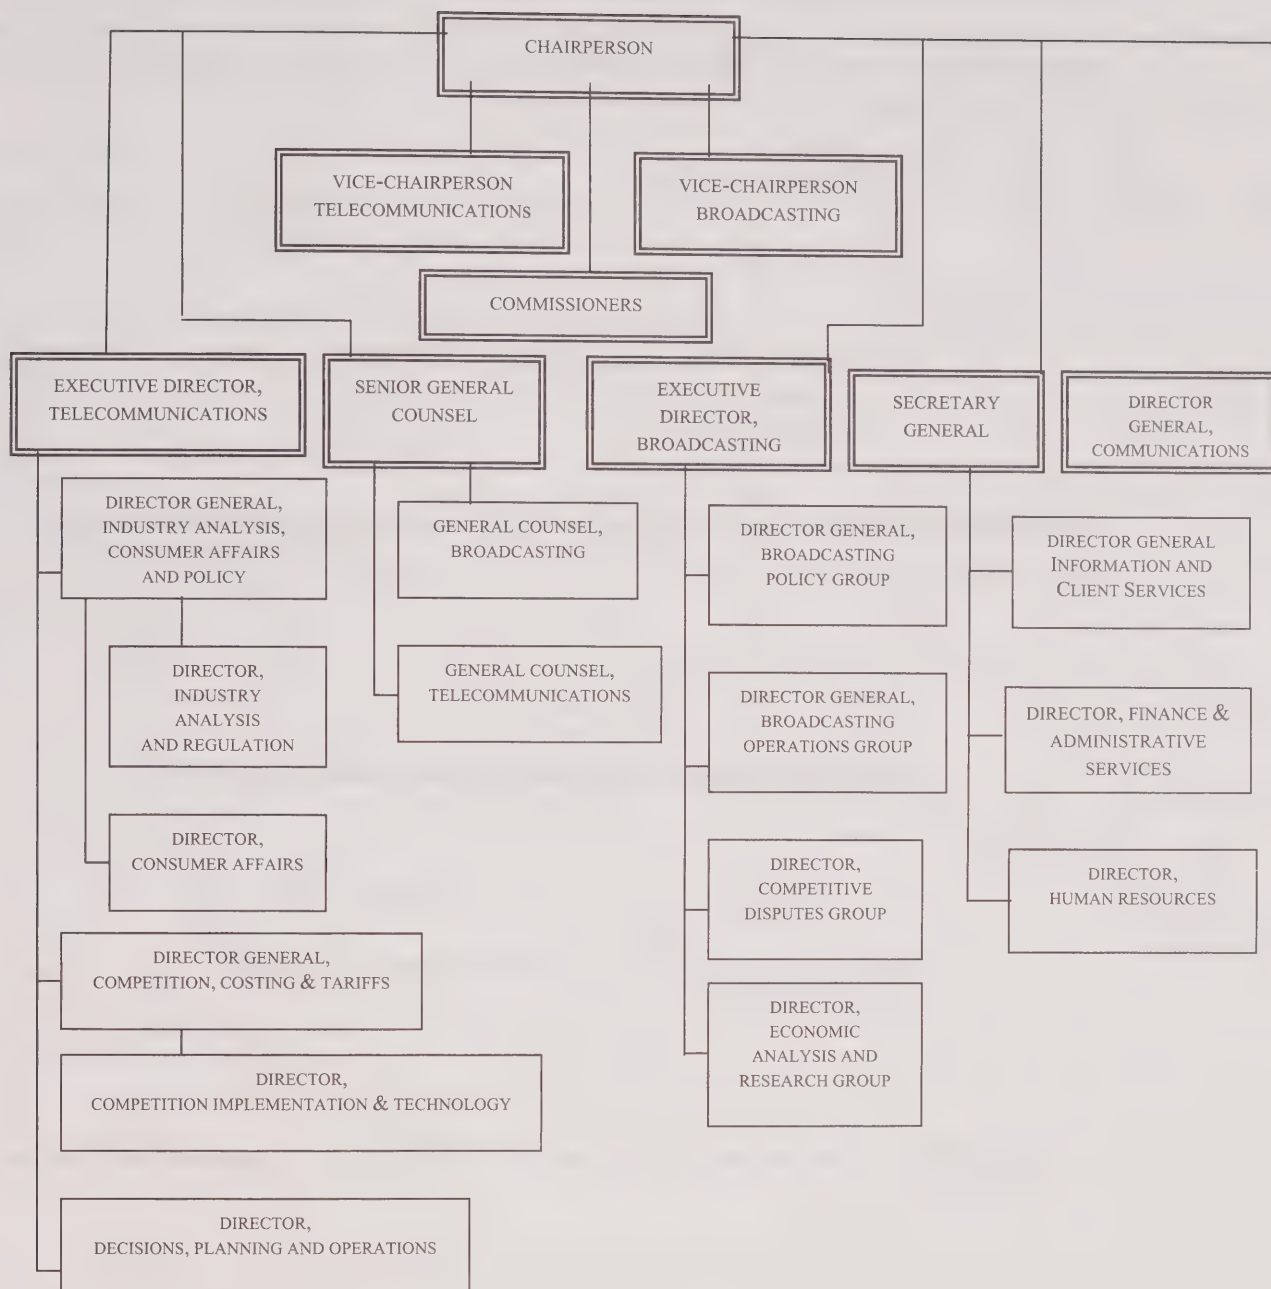 CHAIRPERSON
VICE-CHAIRPERSON
TELECOMMUNICATIONS
VICE-CHAIRPERSON
BROADCASTING
COMMISSIONERS
EXECUTIVE DIRECTOR,
TELECOMMUNICATIONS
SENIOR GENERAL
COUNSEL
EXECUTIVE
DIRECTOR,
BROADCASTING
SECRETARY
GENERAL
DIRECTOR
GENERAL,
COMMUNICATIONS
DIRECTOR GENERAL,
INDUSTRY ANALYSIS,
CONSUMER AFFAIRS
AND POLICY
DIRECTOR,
INDUSTRY
ANALYSIS
AND REGULATION
DIRECTOR,
CONSUMER AFFAIRS
DIRECTOR GENERAL,
COMPETITION, COSTING & TARIFFS
DIRECTOR,
COMPETITION IMPLEMENTATION & TECHNOLOGY
DIRECTOR,
DECISIONS, PLANNING AND OPERATIONS
GENERAL COUNSEL,
BROADCASTING
GENERAL COUNSEL,
TELECOMMUNICATIONS
DIRECTOR GENERAL,
BROADCASTING
POLICY GROUP
DIRECTOR GENERAL,
BROADCASTING
OPERATIONS GROUP
DIRECTOR,
COMPETITIVE
DISPUTES GROUP
DIRECTOR,
ECONOMIC
ANALYSIS AND
RESEARCH GROUP
DIRECTOR GENERAL
INFORMATION AND
CLIENT SERVICES
DIRECTOR, FINANCE &
ADMINISTRATIVE
SERVICES
DIRECTOR,
HUMAN RESOURCES